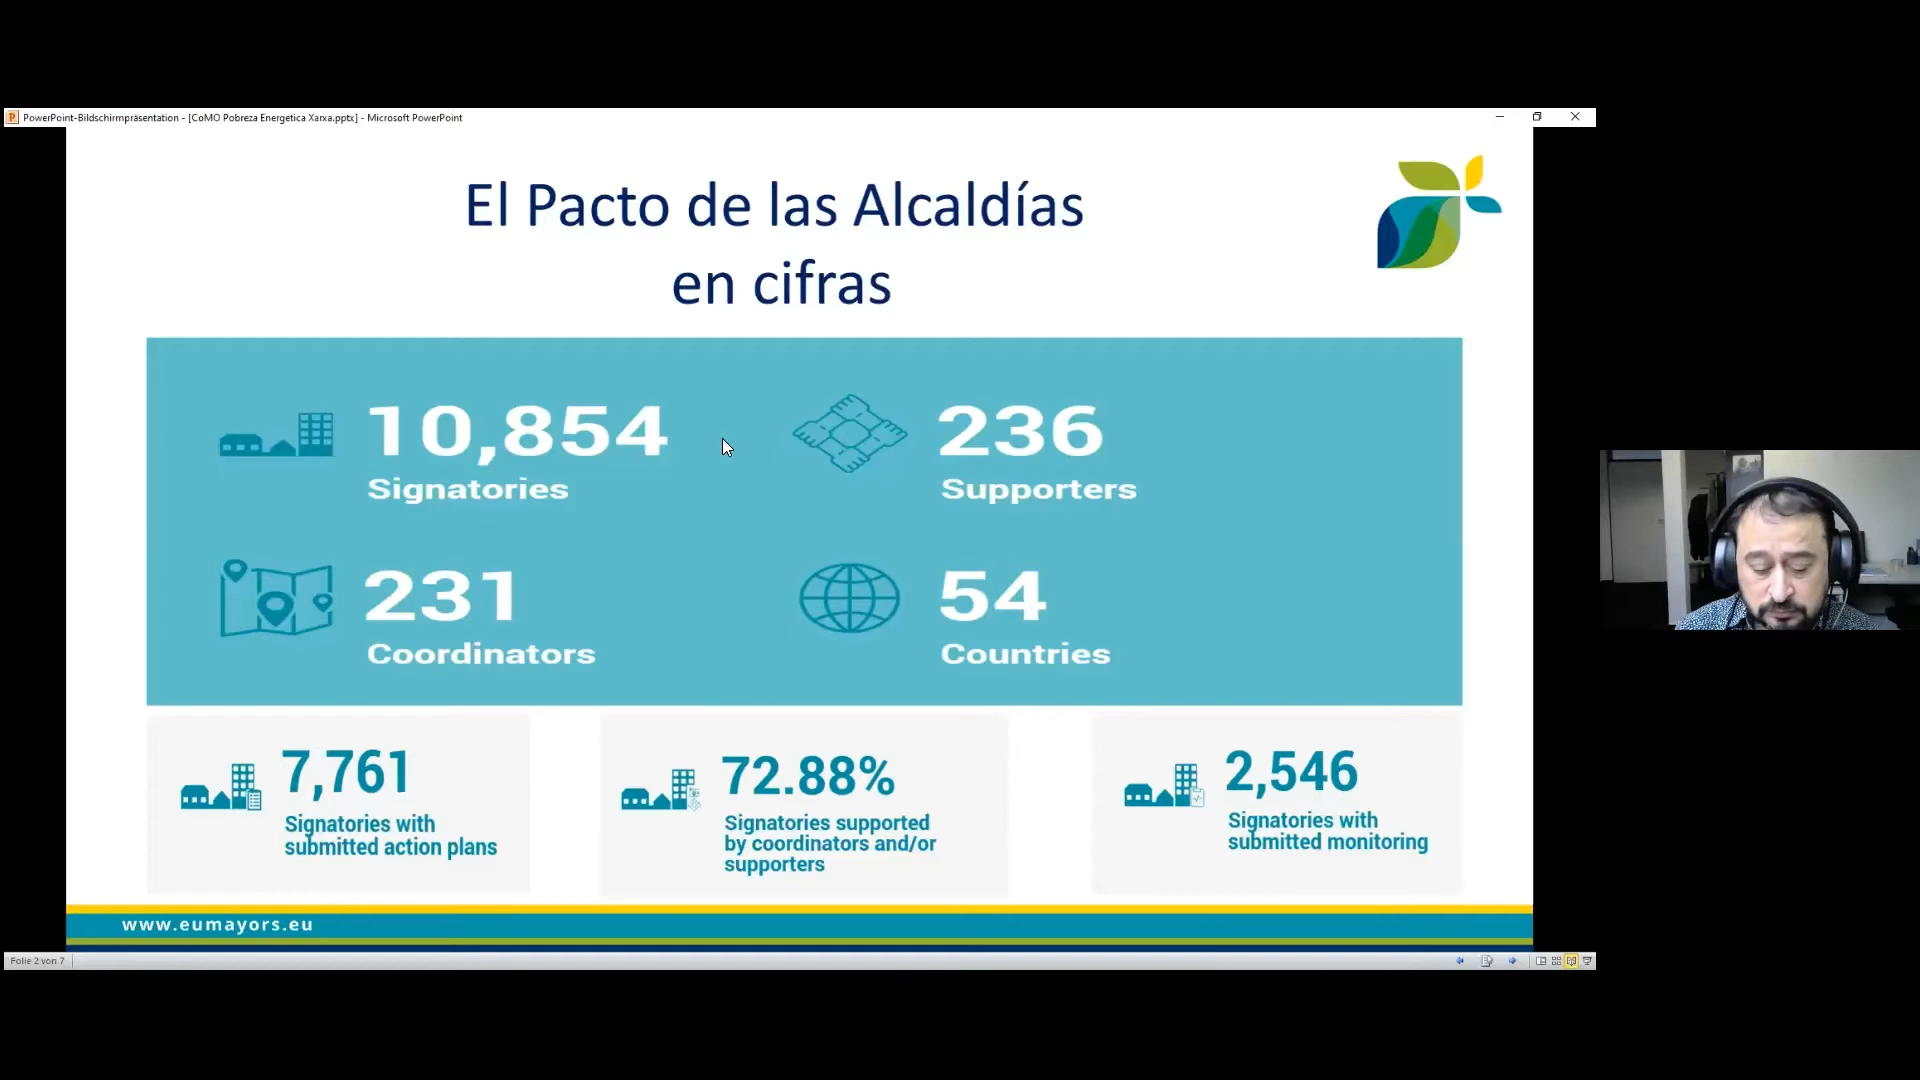 PowerPoint-Bildschirmpräsentation - [CoMO Pobreza Energetica Xarxa.pptx] - Microsoft PowerPoint
El Pacto de las Alcaldías
en cifras
10,854
Signatories
236
Supporters
231
Coordinators
54
Countries
7,761
Signatories with
submitted action plans
72.88%
Signatories supported
by coordinators and/or
supporters
2,546
Signatories with
submitted monitoring
www.eumayors.eu
Folie 2 von 7